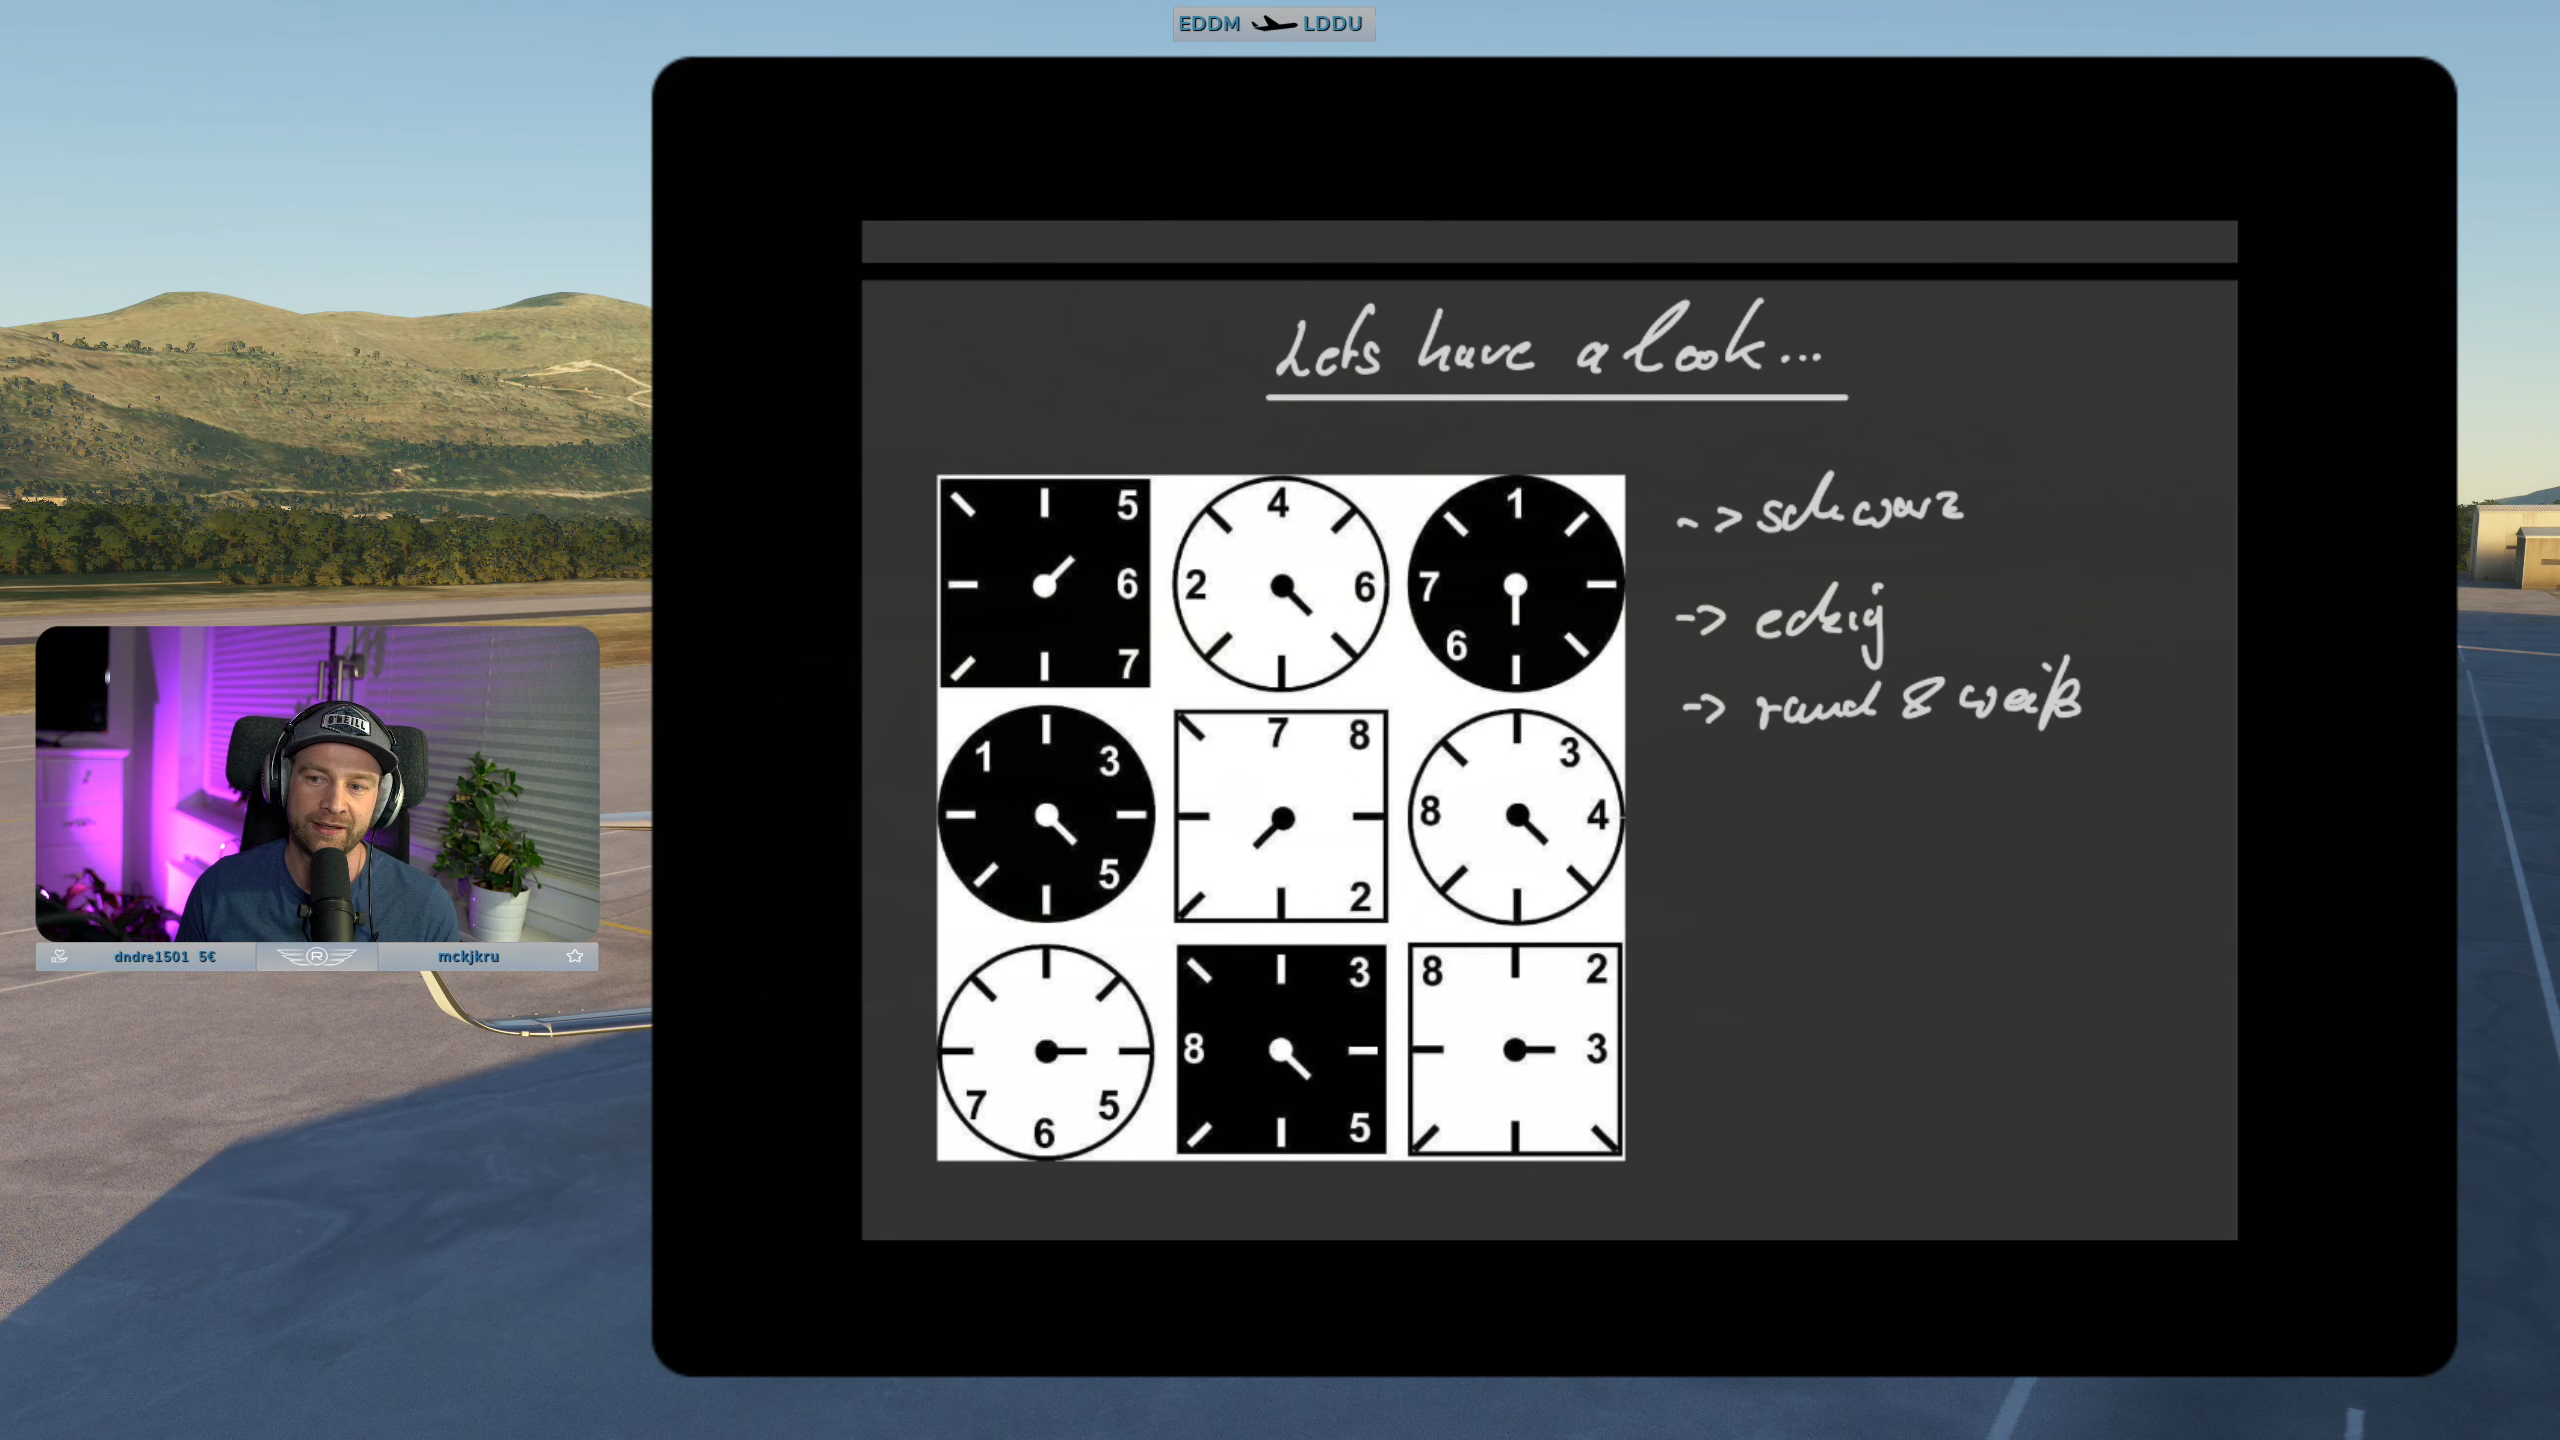 EDDM LDDU
Lets have a look...
5 4 1
6 2 6 7
7 6
-> schwarz
-> eckig
-> rund & weiß
1 3 7 8 3
8 4
5 2
3 8 2
8 3
7 6 5 5
O'NEILL
dndre1501 5€ R mckjkru